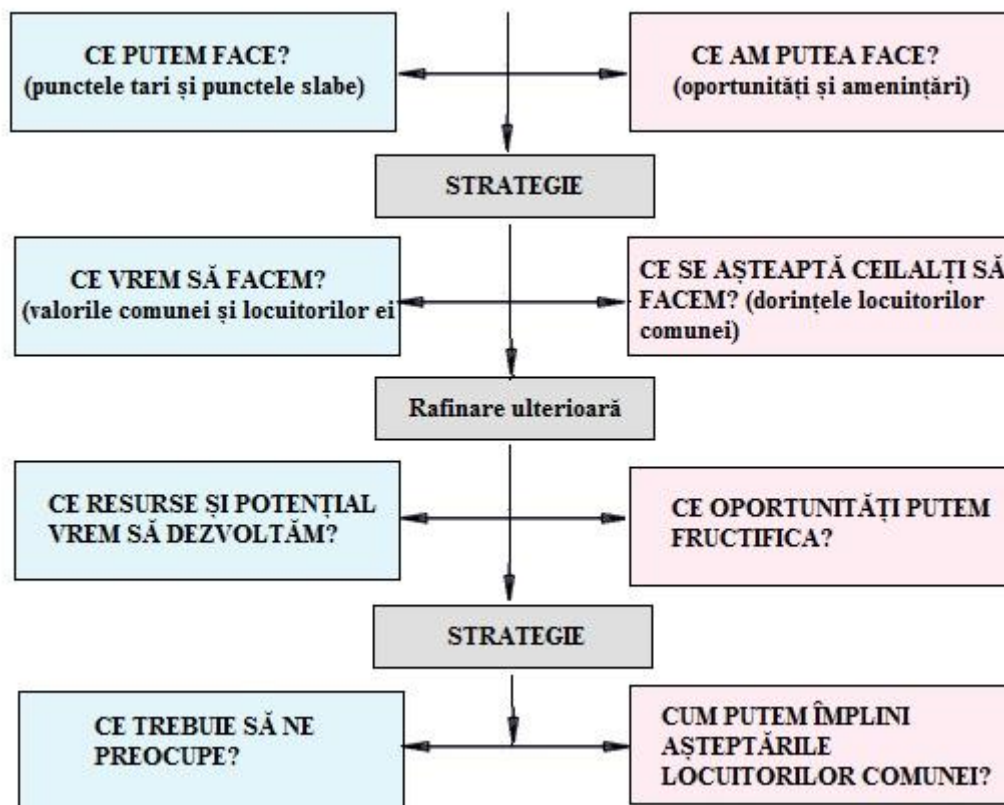 CE PUTEM FACE?
(punctele tari și punctele slabe)
CE AM PUTEA FACE?
(oportunități și amenințări)
STRATEGIE
CE VREM SĂ FACEM?
(valorile comunei și locuitorilor ei
CE SE AȘTEAPTĂ CEILALȚI SĂ
FACEM? (dorințele locuitorilor
comunei)
Rafinare ulterioară
CE RESURSE ȘI POTENȚIAL
VREM SĂ DEZVOLTĂM?
CE OPORTUNITĂȚI PUTEM
FRUCTIFICA?
STRATEGIE
CE TREBUIE SĂ NE
PREOCUPE?
CUM PUTEM ÎMPLINI
AȘTEPTĂRILE
LOCUITORILOR COMUNEI?